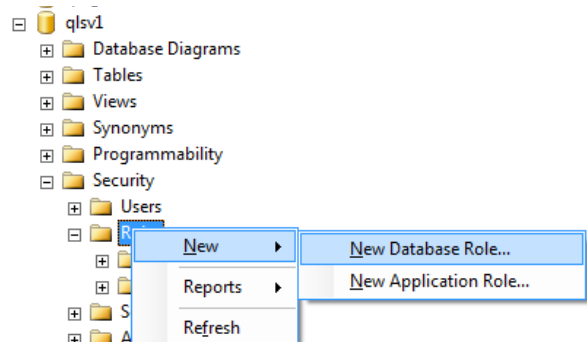 qlsv1
Database Diagrams
Tables
Views
Synonyms
Programmability
Security
Users
New
New Database Role...
New Application Role...
Reports
Refresh